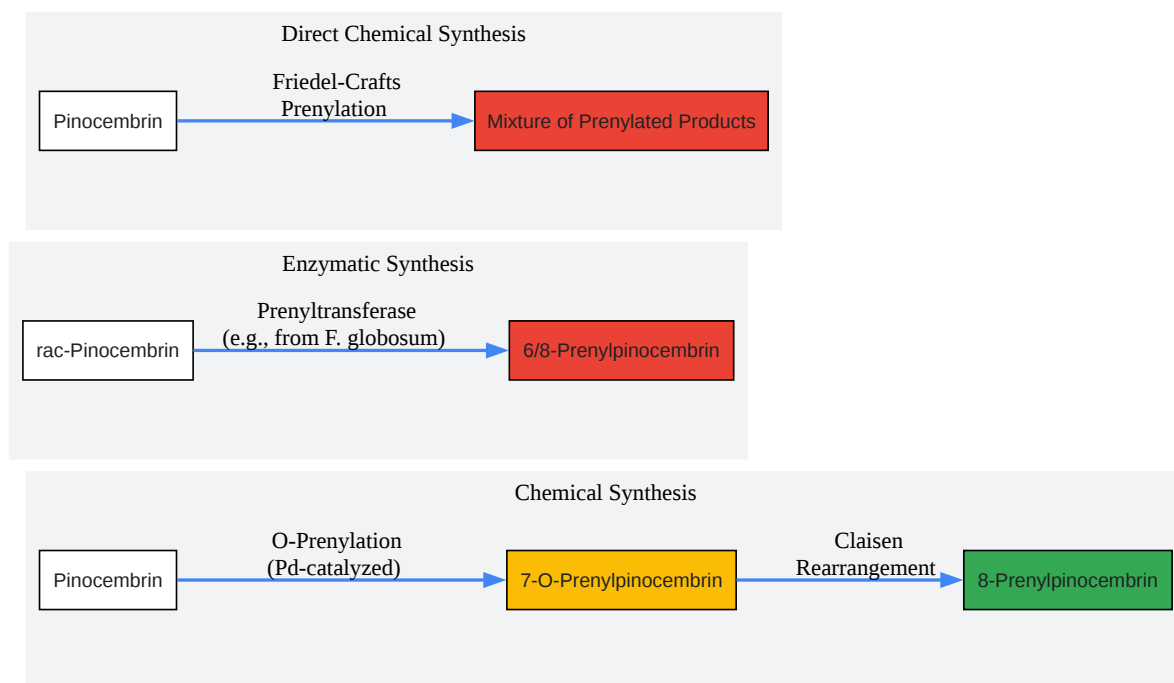 Direct Chemical Synthesis
Friedel-Crafts
Prenylation
Pinocembrin
Mixture of Prenylated Products
Enzymatic Synthesis
Prenyltransferase
(e.g., from F. globosum)
rac-Pinocembrin
6/8-Prenylpinocembrin
Chemical Synthesis
O-Prenylation
(Pd-catalyzed)
Claisen
Rearrangement
Pinocembrin
7-O-Prenylpinocembrin
8-Prenylpinocembrin